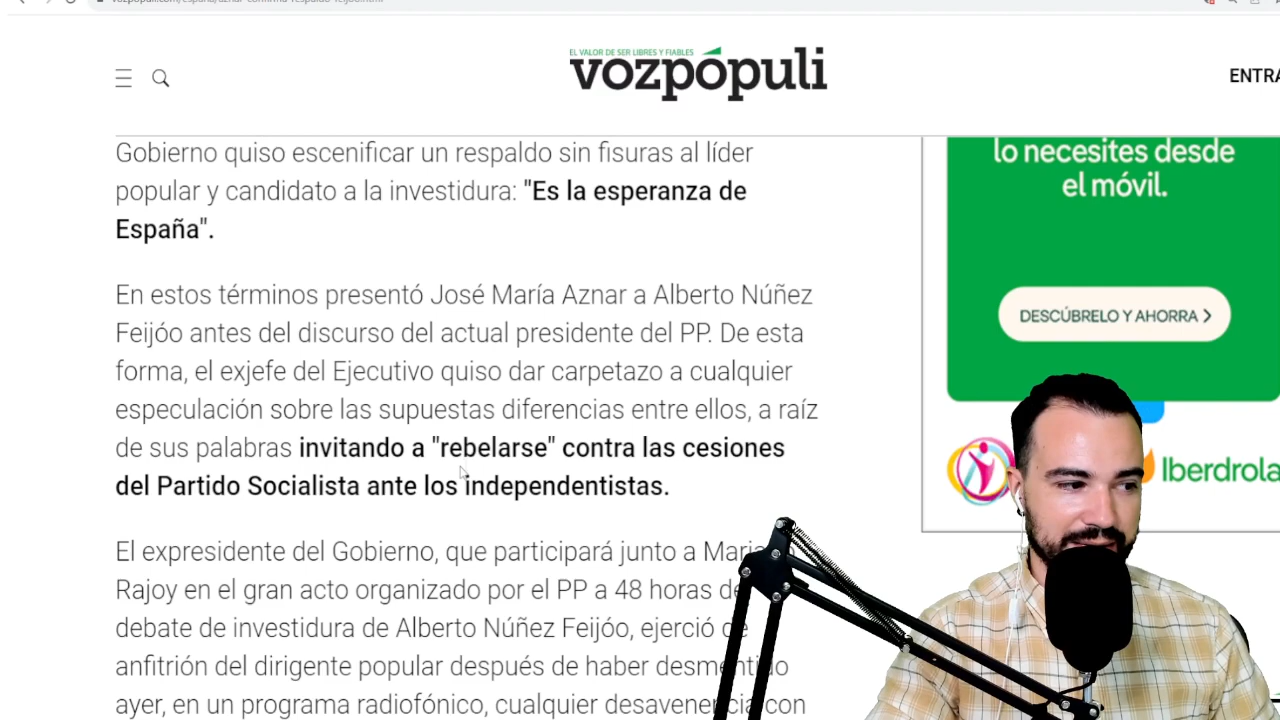 EL VALOR DE SER LIBRES Y FIABLES
vozpópuli
ENTRA
Gobierno quiso escenificar un respaldo sin fisuras al líder
popular y candidato a la investidura: "Es la esperanza de
España".
En estos términos presentó José María Aznar a Alberto Núñez
Feijóo antes del discurso del actual presidente del PP. De esta
forma, el exjefe del Ejecutivo quiso dar carpetazo a cualquier
especulación sobre las supuestas diferencias entre ellos, a raíz
de sus palabras invitando a "rebelarse" contra las cesiones
del Partido Socialista ante los independentistas.
El expresidente del Gobierno, que participará junto a
Rajoy en el gran acto organizado por el PP a 48 horas
debate de investidura de Alberto Núñez Feijóo, ejerció de
anfitrión del dirigente popular después de haber desmentido
ayer, en un programa radiofónico, cualquier desavenencia con
lo necesites desde
el móvil.
DESCÚBRELO Y AHORRA >
Iberdrola